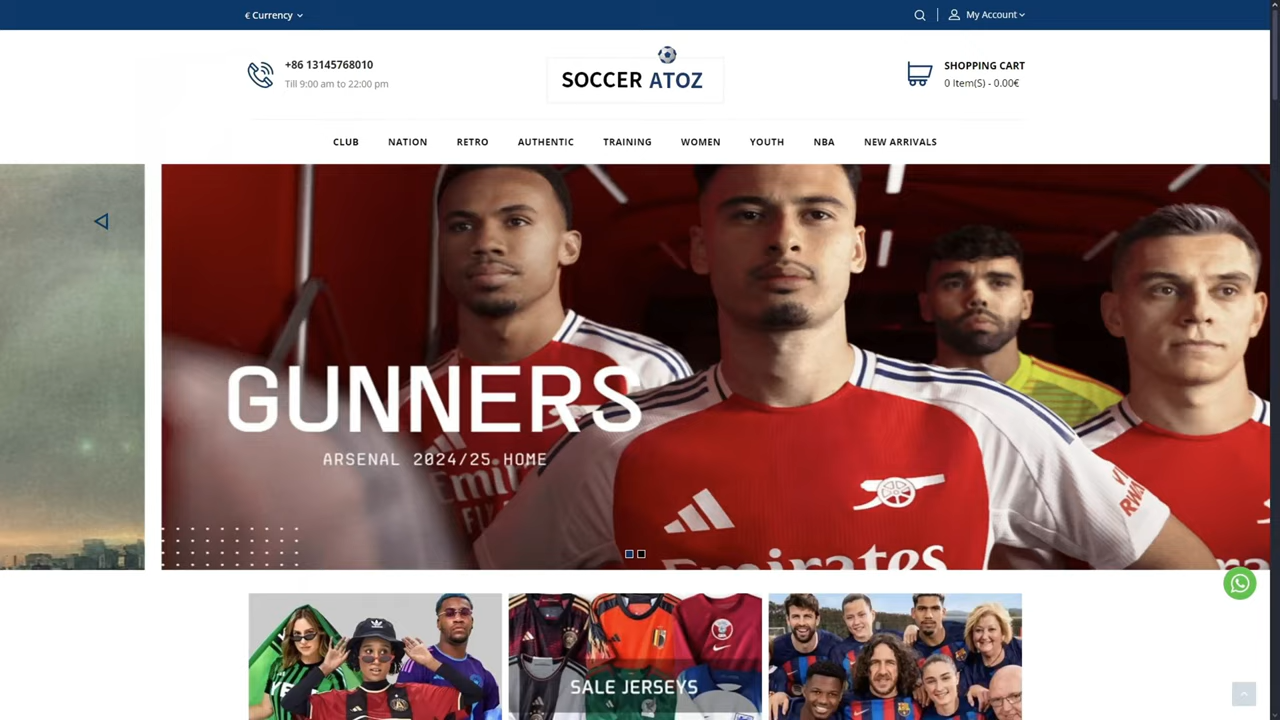 € Currency
My Account
+86 13145768010
Till 9:00 am to 22:00 pm
SOCCER ATOZ
SHOPPING CART
0 Item(S) - 0.00€
CLUB NATION RETRO AUTHENTIC TRAINING WOMEN YOUTH NBA NEW ARRIVALS
GUNNERS
ARSENAL 2024/25 HOME
Emirates
SALE JERSEYS